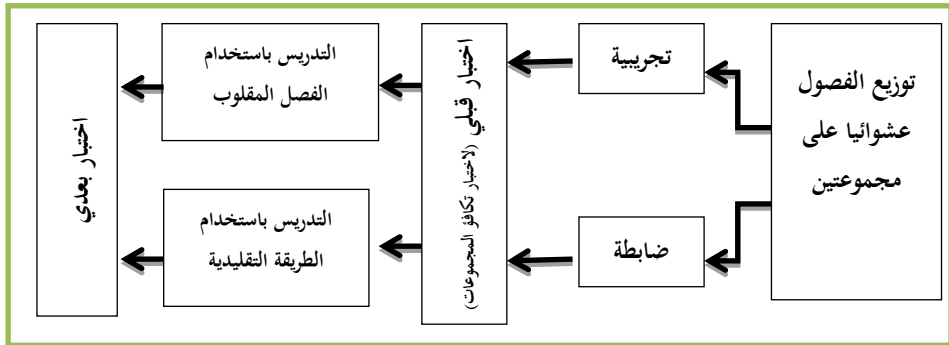 توزيع الفصول
عشوائيا على
مجموعتين
تجريبية
ضابطة
اختبار قبلي (لاختبار تكافؤ المجموعات)
التدريس باستخدام
الفصل المقلوب
التدريس باستخدام
الطريقة التقليدية
اختبار بعدي